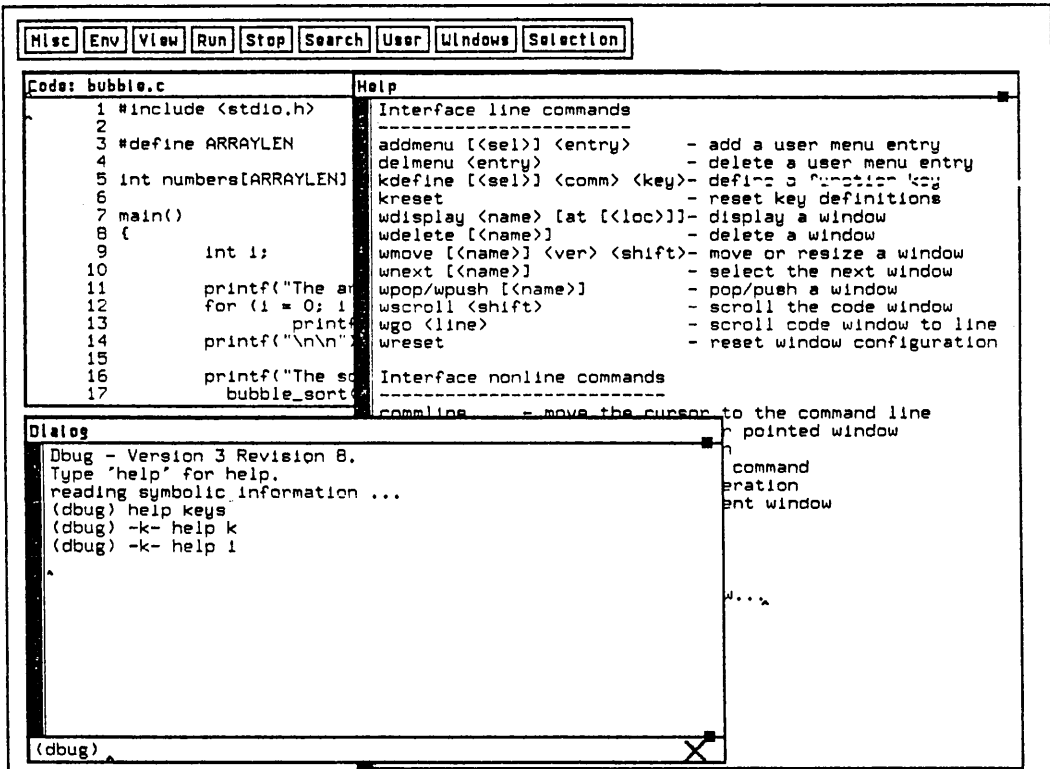 Misc Env View Run Stop Search User Windows Selection
Code: bubble.c
1 #include <stdio.h>
2
3 #define ARRAYLEN
4
5 int numbers[ARRAYLEN]
6
7 main()
8 {
9 int i;
10
11 printf("The ar
12 for (i = 0; i
13 printf
14 printf("\n\n")
15
16 printf("The so
17 bubble_sort(
Help
Interface line commands
-----------------------
addmenu [<sel>] <entry> - add a user menu entry
delmenu <entry> - delete a user menu entry
kdefine [<sel>] <comm> <key>- define a function key
kreset - reset key definitions
wdisplay <name> [at [<loc>]]- display a window
wdelete [<name>] - delete a window
wmove [<name>] <ver> <shift>- move or resize a window
wnext [<name>] - select the next window
wpop/wpush [<name>] - pop/push a window
wscroll <shift> - scroll the code window
wgo <line> - scroll code window to line
wreset - reset window configuration
Interface nonline commands
--------------------------
commline - move the cursor to the command line
r pointed window
n
command
eration
ent window
w...
Dialog
Dbug - Version 3 Revision 8.
Type 'help' for help.
reading symbolic information ...
(dbug) help keys
(dbug) -k- help k
(dbug) -k- help i
(dbug)